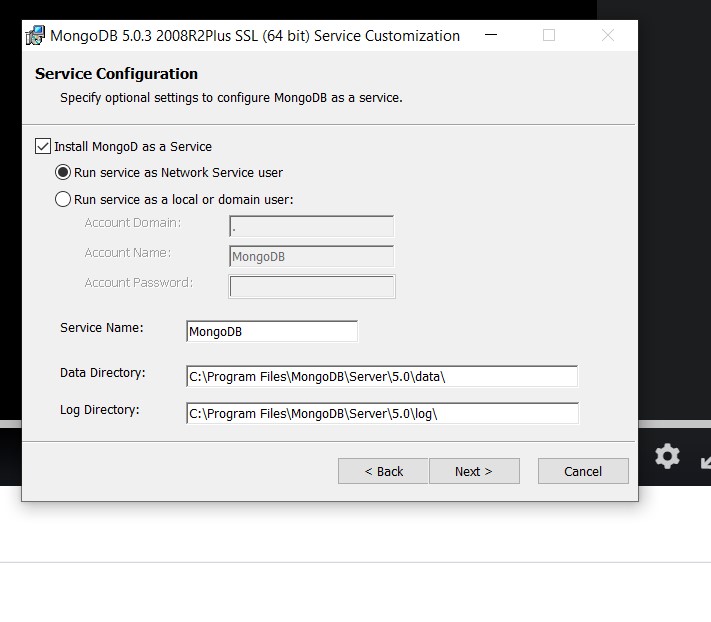 MongoDB 5.0.3 2008R2Plus SSL (64 bit) Service Customization
Service Configuration
Specify optional settings to configure MongoDB as a service.
Install MongoD as a Service
Run service as Network Service user
Run service as a local or domain user:
Account Domain: .
Account Name: MongoDB
Account Password:
Service Name: MongoDB
Data Directory: C:\Program Files\MongoDB\Server\5.0\data\
Log Directory: C:\Program Files\MongoDB\Server\5.0\log\
< Back Next > Cancel